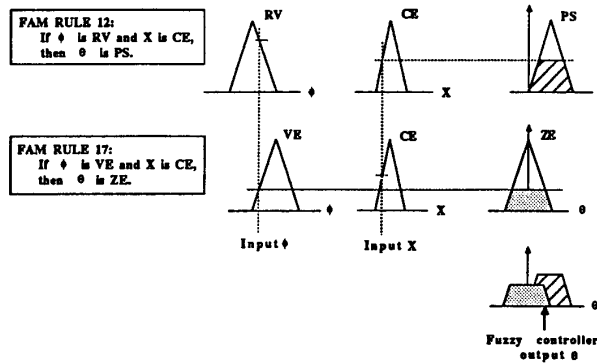 FAM RULE 12:
If ϕ is RV and X is CE,
then θ is PS.
RV
CE
PS
ϕ
X
FAM RULE 17:
If ϕ is VE and X is CE,
then θ is ZE.
VE
CE
ZE
ϕ
X
θ
Input ϕ
Input X
θ
Fuzzy controller
output θ